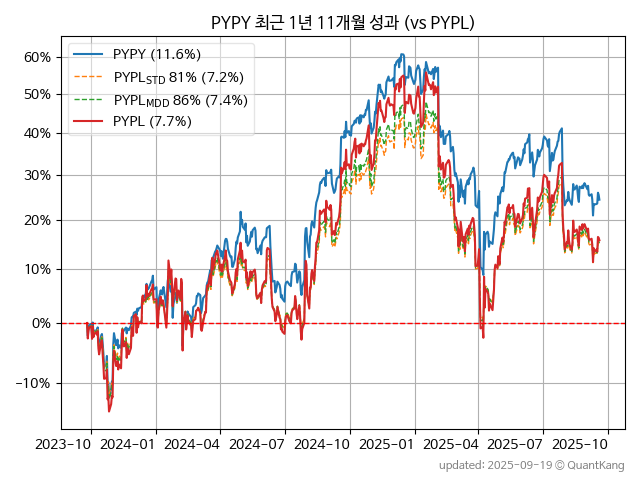 PYPY 최근 1년 11개월 성과 (vs PYPL)
60%
50%
40%
30%
20%
10%
0%
−10%
PYPY (11.6%)
PYPL_STD 81% (7.2%)
PYPL_MDD 86% (7.4%)
PYPL (7.7%)
2023-10 2024-01 2024-04 2024-07 2024-10 2025-01 2025-04 2025-07 2025-10
updated: 2025-09-19 © QuantKang